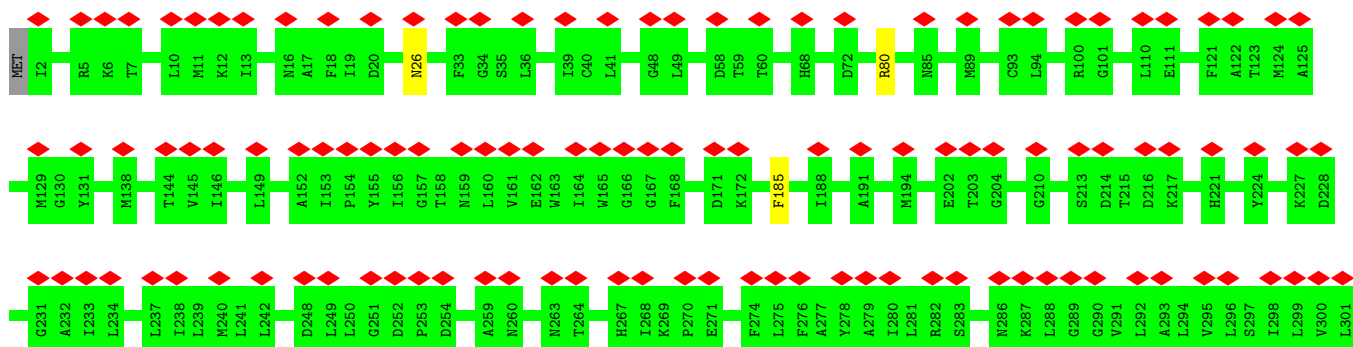 MET I2 R5 K6 T7 L10 M11 K12 I13 N16 A17 F18 I19 D20 N26 F33 G34 S35 L36 I39 C40 L41 G48 L49 D58 T59 T60 H68 D72 R80 N85 M89 C93 L94 R100 G101 L110 E111 F121 A122 T123 M124 A125
M129 G130 Y131 M138 T144 V145 I146 L149 A152 I153 P154 Y155 I156 G157 T158 N159 L160 V161 E162 W163 I164 W165 G166 G167 F168 D171 K172 F185 I188 A191 M194 E202 T203 G204 G210 S213 D214 T215 D216 K217 H221 Y224 K227 D228
G231 A232 I233 L234 L237 I238 L239 M240 L241 L242 D248 L249 L250 G251 D252 P253 D254 A259 N260 N263 T264 H267 I268 K269 P270 E271 F274 L275 F276 A277 Y278 A279 I280 L281 R282 S283 N286 K287 L288 G289 G290 V291 L292 A293 L294 V295 L296 S297 I298 L299 V300 L301